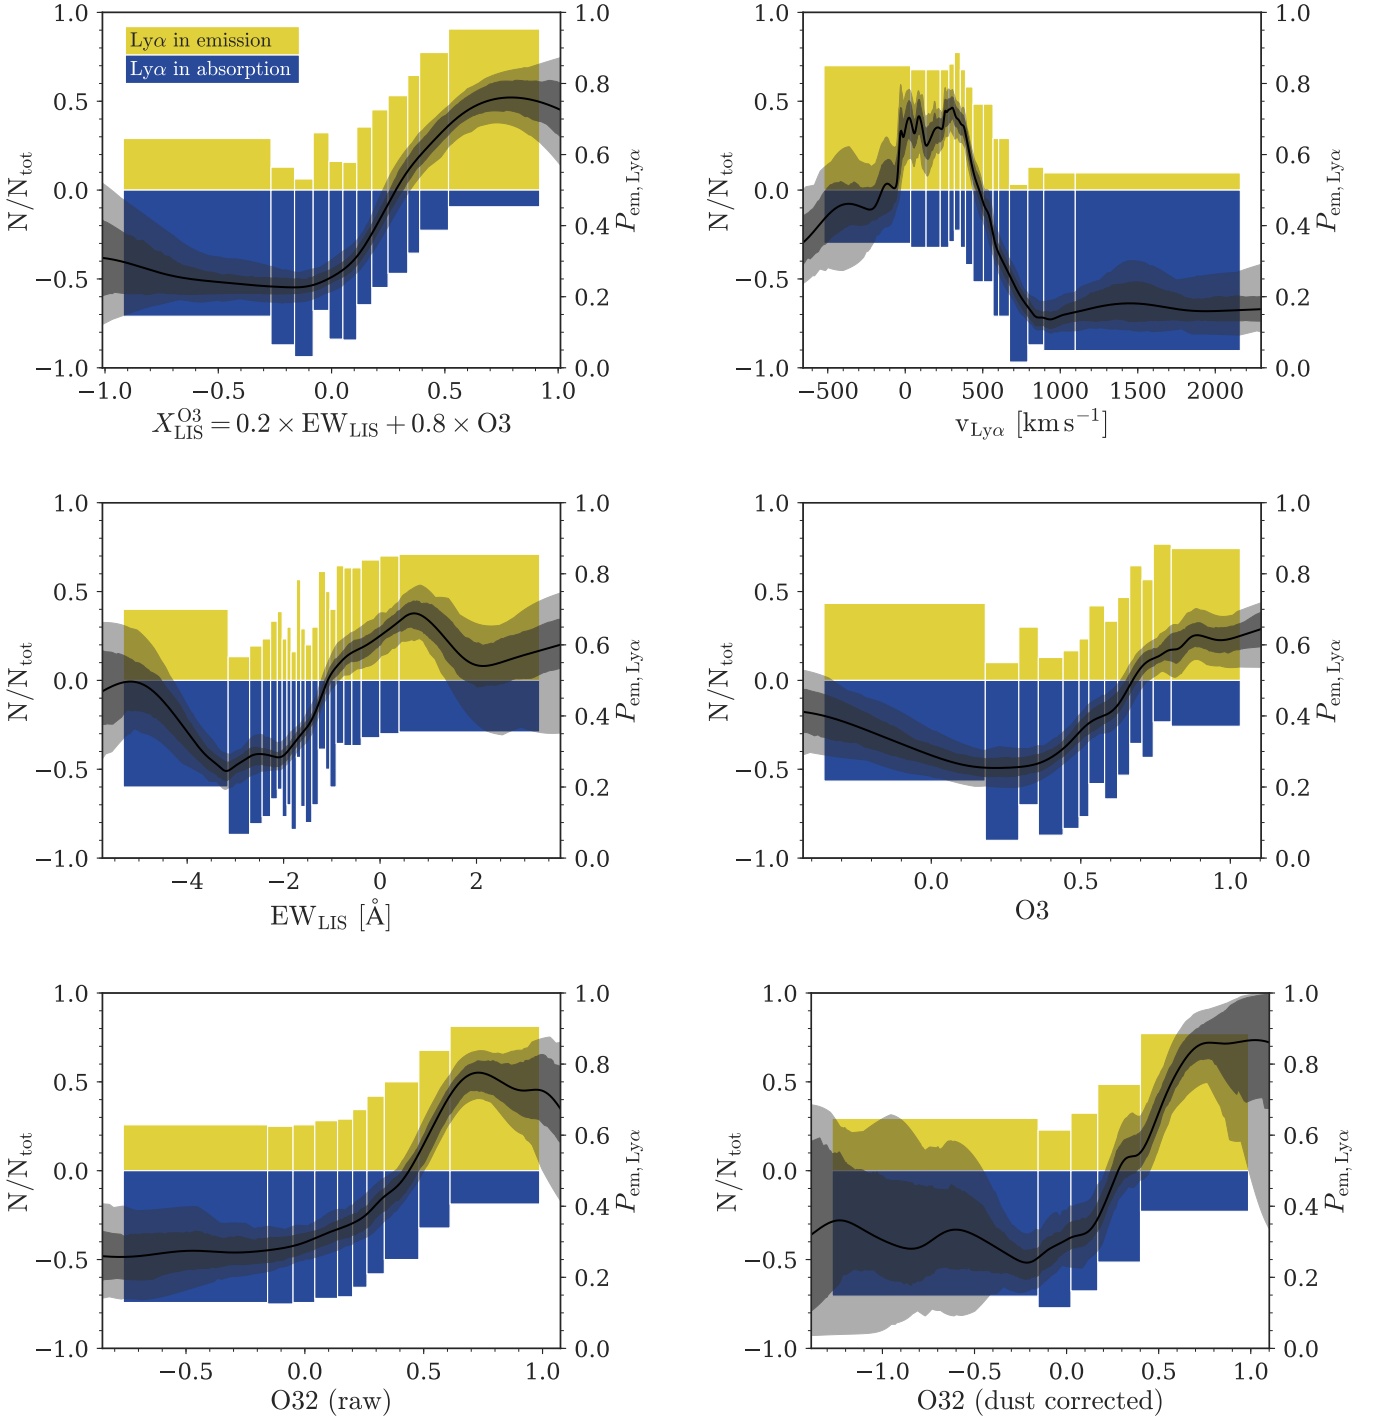 1.0
0.5
0.0
−0.5
−1.0
N/N_tot
Lyα in emission
Lyα in absorption
1.0
0.8
0.6
0.4
0.2
0.0
P_em, Lyα
-1.0 −0.5 0.0 0.5 1.0
X_LIS^O3 = 0.2 × EW_LIS + 0.8 × O3
1.0
0.5
0.0
−0.5
−1.0
N/N_tot
1.0
0.8
0.6
0.4
0.2
0.0
P_em, Lyα
−500 0 500 1000 1500 2000
v_Lyα [km s⁻¹]
1.0
0.5
0.0
−0.5
−1.0
N/N_tot
1.0
0.8
0.6
0.4
0.2
0.0
P_em, Lyα
−4 −2 0 2
EW_LIS [Å]
1.0
0.5
0.0
−0.5
−1.0
N/N_tot
1.0
0.8
0.6
0.4
0.2
0.0
P_em, Lyα
0.0 0.5 1.0
O3
1.0
0.5
0.0
−0.5
−1.0
N/N_tot
1.0
0.8
0.6
0.4
0.2
0.0
P_em, Lyα
−0.5 0.0 0.5 1.0
O32 (raw)
1.0
0.5
0.0
−0.5
−1.0
N/N_tot
1.0
0.8
0.6
0.4
0.2
0.0
P_em, Lyα
−1.0 −0.5 0.0 0.5 1.0
O32 (dust corrected)